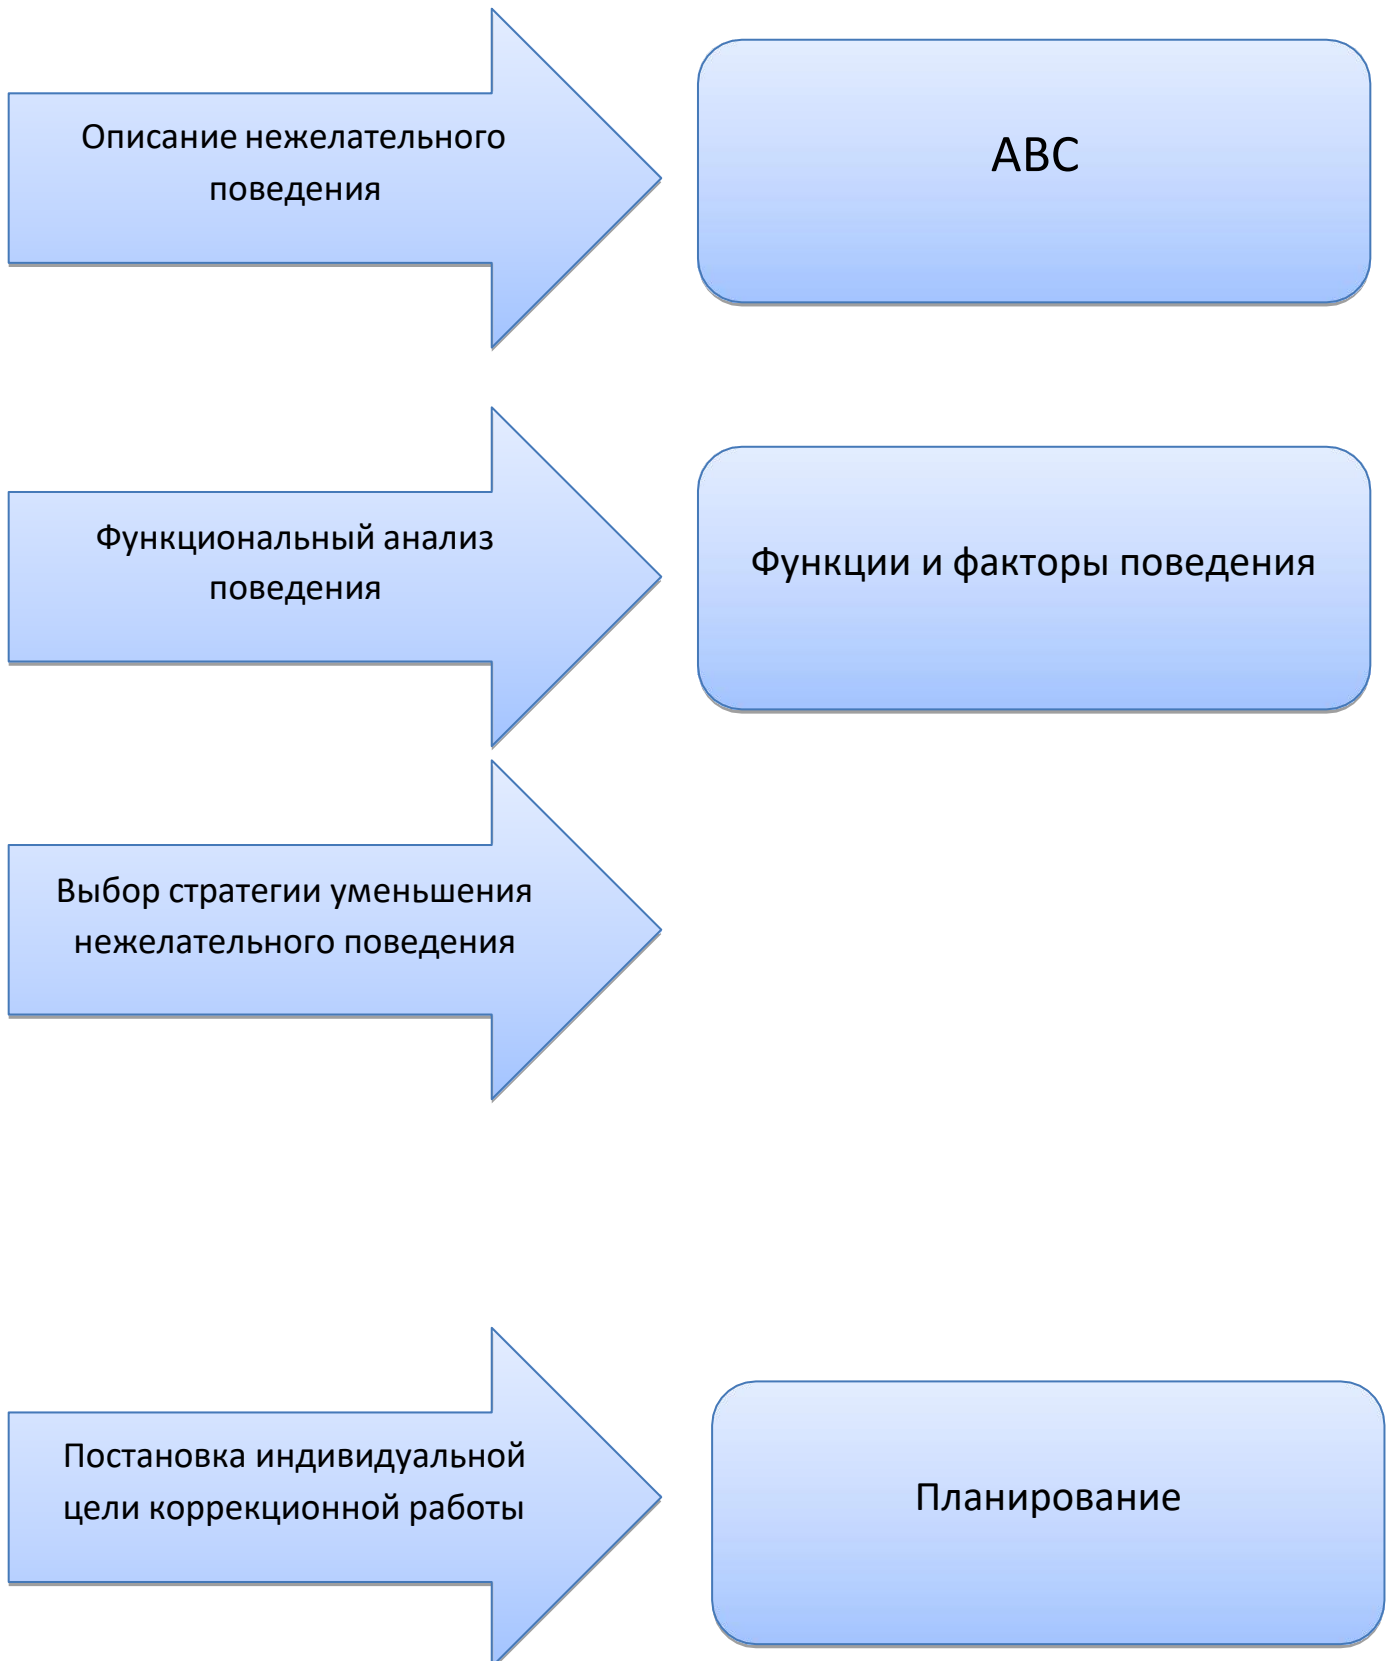 Описание нежелательного
поведения
ABC
Функциональный анализ
поведения
Функции и факторы поведения
Выбор стратегии уменьшения
нежелательного поведения
Постановка индивидуальной
цели коррекционной работы
Планирование